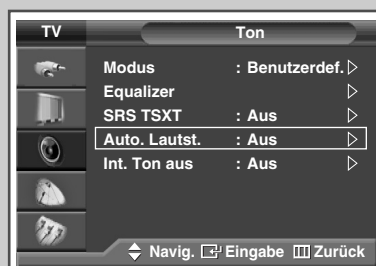 TV Ton
Modus : Benutzerdef.
Equalizer
SRS TSXT : Aus
Auto. Lautst. : Aus
Int. Ton aus : Aus
Navig. Eingabe Zurück